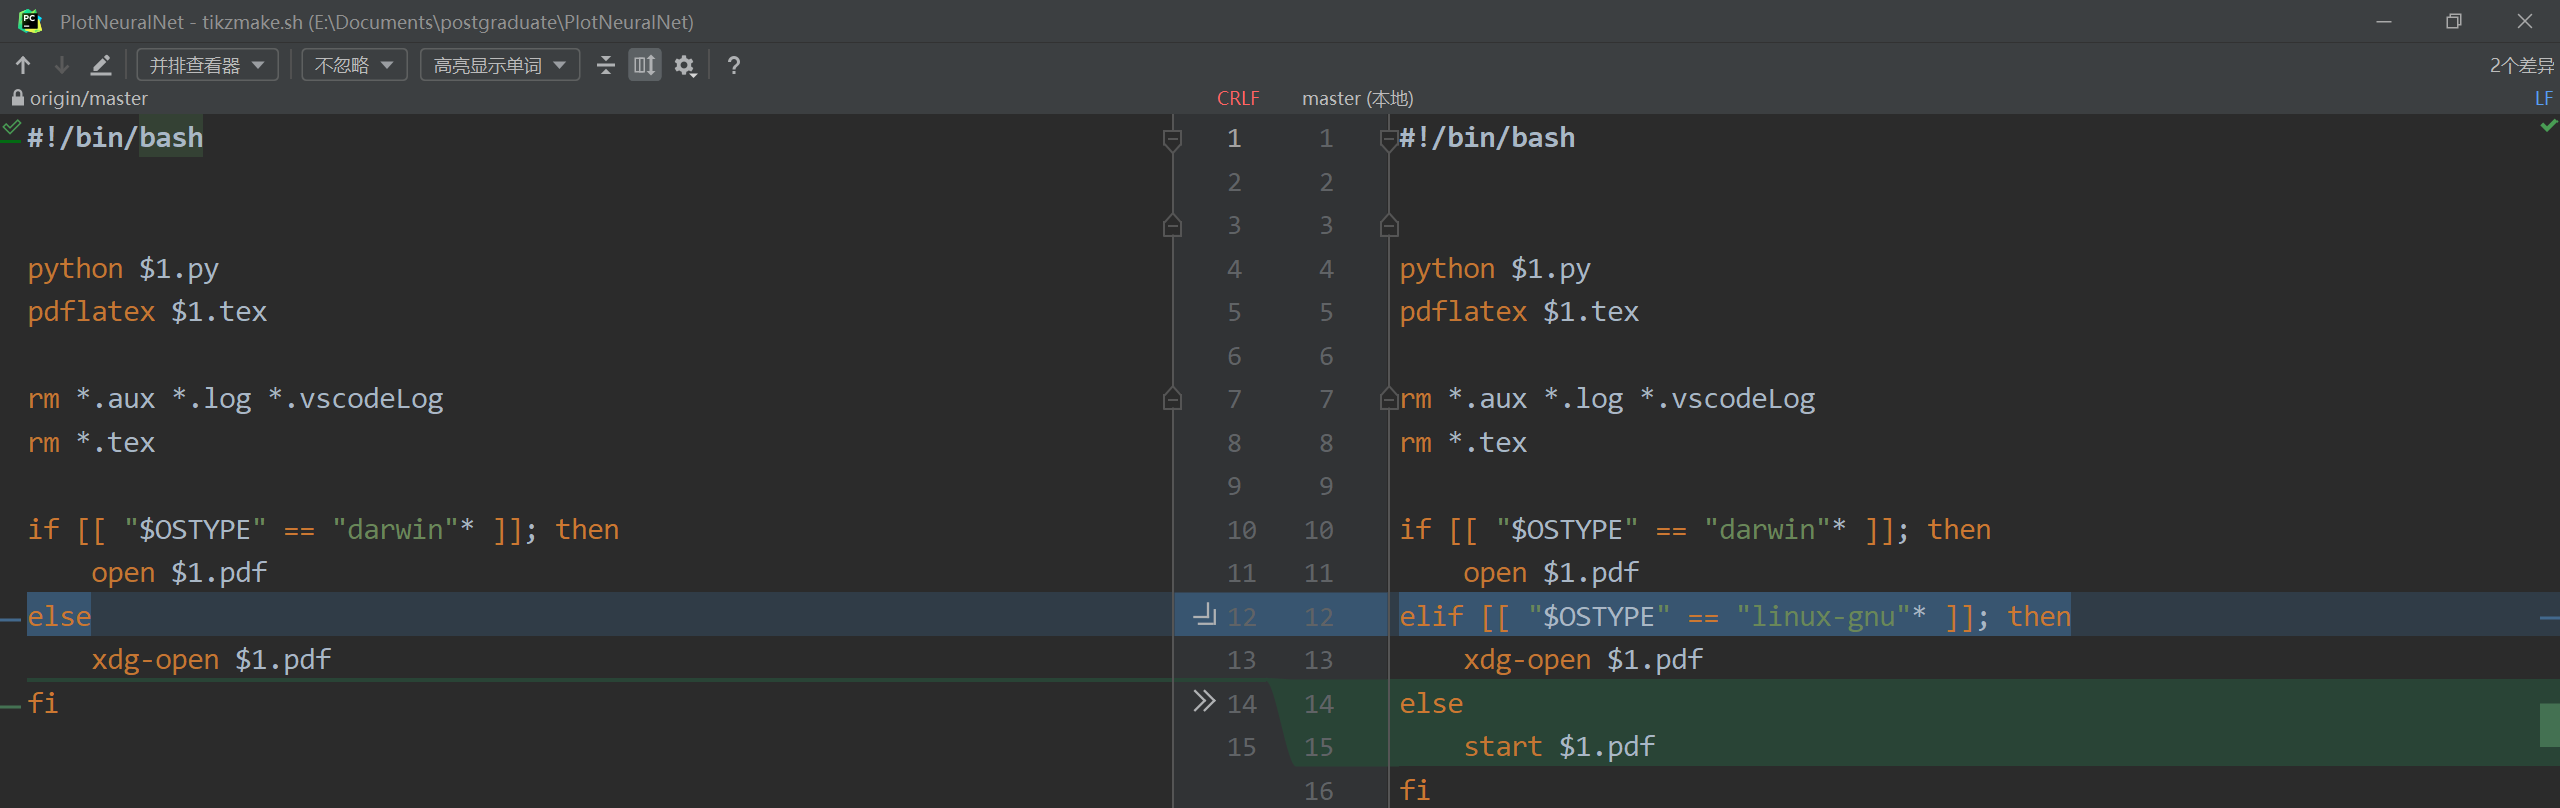 PlotNeuralNet - tikzmake.sh (E:\Documents\postgraduate\PlotNeuralNet)
并排查看器 不忽略 高亮显示单词 ? 2个差异
origin/master CRLF master (本地) LF
#!/bin/bash 1 1 #!/bin/bash
2 2
3 3
python $1.py 4 4 python $1.py
pdflatex $1.tex 5 5 pdflatex $1.tex
6 6
rm *.aux *.log *.vscodeLog 7 7 rm *.aux *.log *.vscodeLog
rm *.tex 8 8 rm *.tex
9 9
if [[ "$OSTYPE" == "darwin"* ]]; then 10 10 if [[ "$OSTYPE" == "darwin"* ]]; then
open $1.pdf 11 11 open $1.pdf
else 12 12 elif [[ "$OSTYPE" == "linux-gnu"* ]]; then
xdg-open $1.pdf 13 13 xdg-open $1.pdf
fi 14 14 else
15 15 start $1.pdf
16 fi